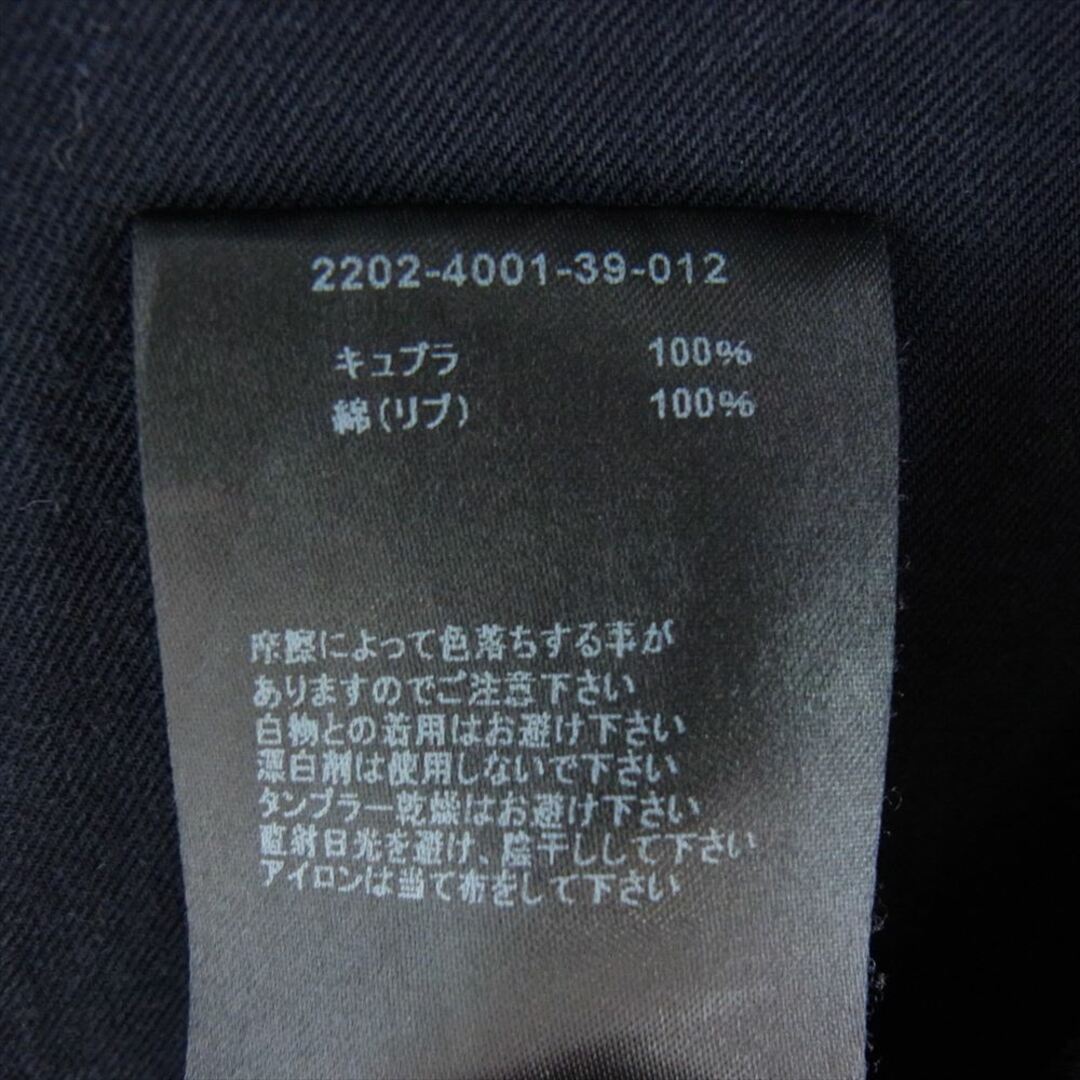 2202-4001-39-012
キュプラ 100%
綿(リブ) 100%
摩擦によって色落ちする事が
ありますのでご注意下さい
白物との着用はお避け下さい
漂白剤は使用しないで下さい
タンブラー乾燥はお避け下さい
直射日光を避け、陰干しして下さい
アイロンは当て布をして下さい